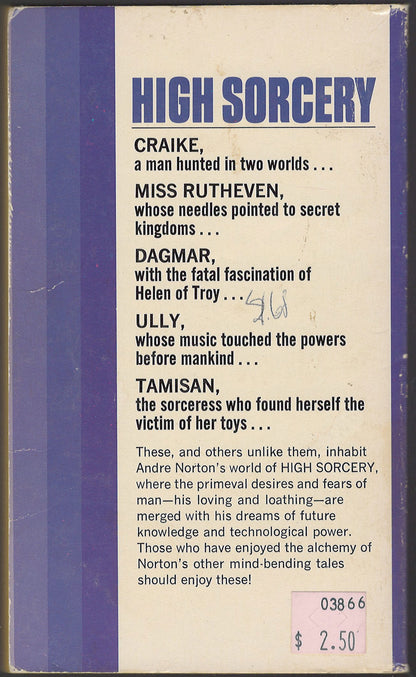 HIGH SORCERY
CRAIKE,
a man hunted in two worlds...
MISS RUTHEVEN,
whose needles pointed to secret
kingdoms...
DAGMAR,
with the fatal fascination of
Helen of Troy...
ULLY,
whose music touched the powers
before mankind...
TAMISAN,
the sorceress who found herself the
victim of her toys...
These, and others unlike them, inhabit
Andre Norton's world of HIGH SORCERY,
where the primeval desires and fears of
man—his loving and loathing—are
merged with his dreams of future
knowledge and technological power.
Those who have enjoyed the alchemy of
Norton's other mind-bending tales
should enjoy these!
03866
$ 2.50